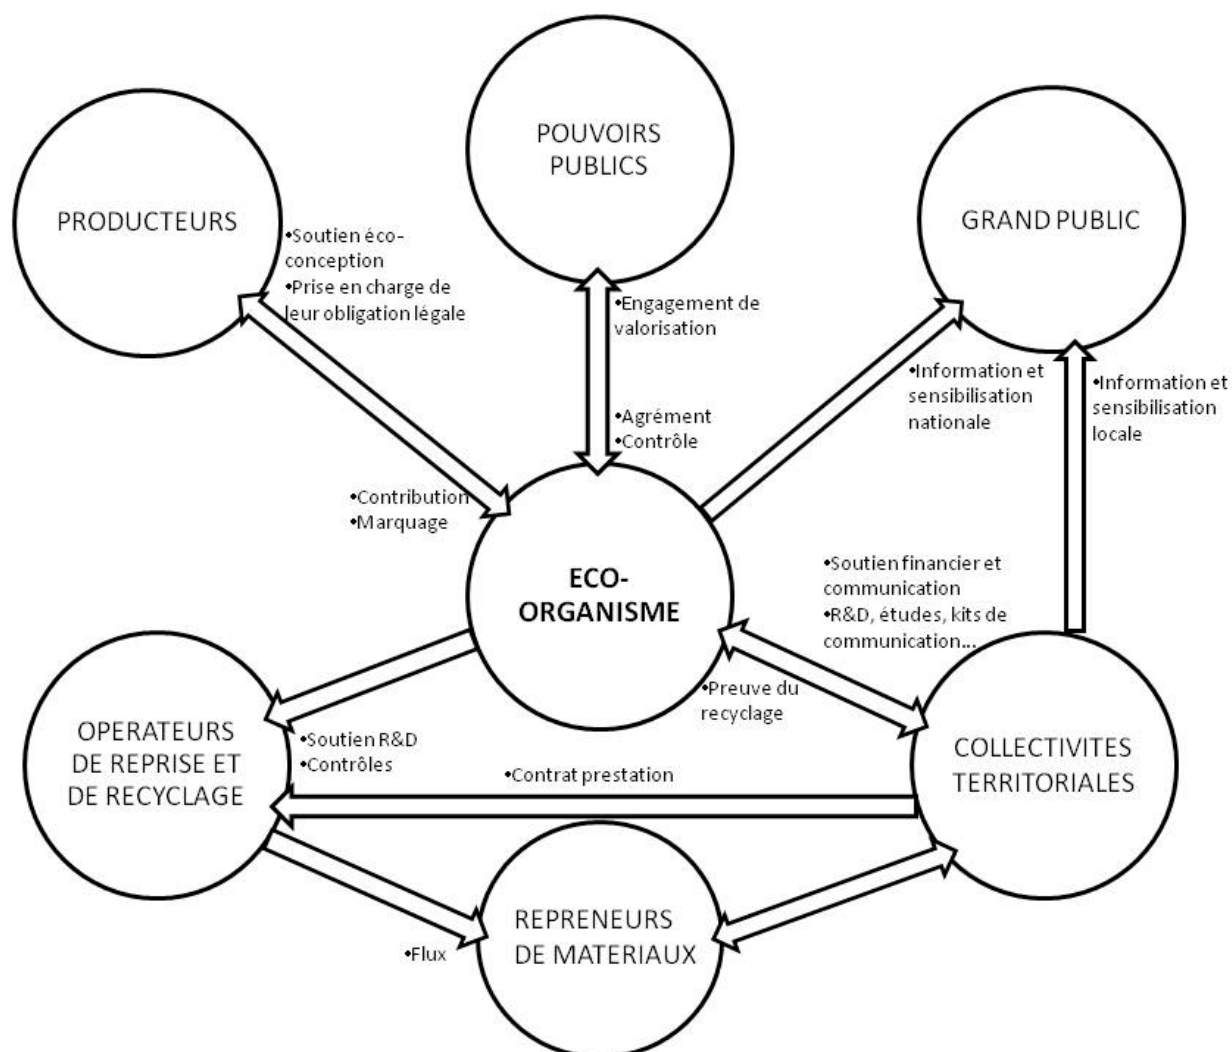 POUVOIRS
PUBLICS
PRODUCTEURS
GRAND PUBLIC
•Soutien éco-
conception
•Prise en charge de
leur obligation légale
•Engagement de
valorisation
•Information et
sensibilisation
nationale
•Information et
sensibilisation
locale
•Agrément
•Contrôle
•Contribution
•Marquage
ECO-
ORGANISME
•Soutien financier et
communication
•R&D, études, kits de
communication...
•Preuve du
recyclage
OPERATEURS
DE REPRISE ET
DE RECYCLAGE
•Soutien R&D
•Contrôles
•Contrat prestation
COLLECTIVITES
TERRITORIALES
REPRENEURS
DE MATERIAUX
•Flux